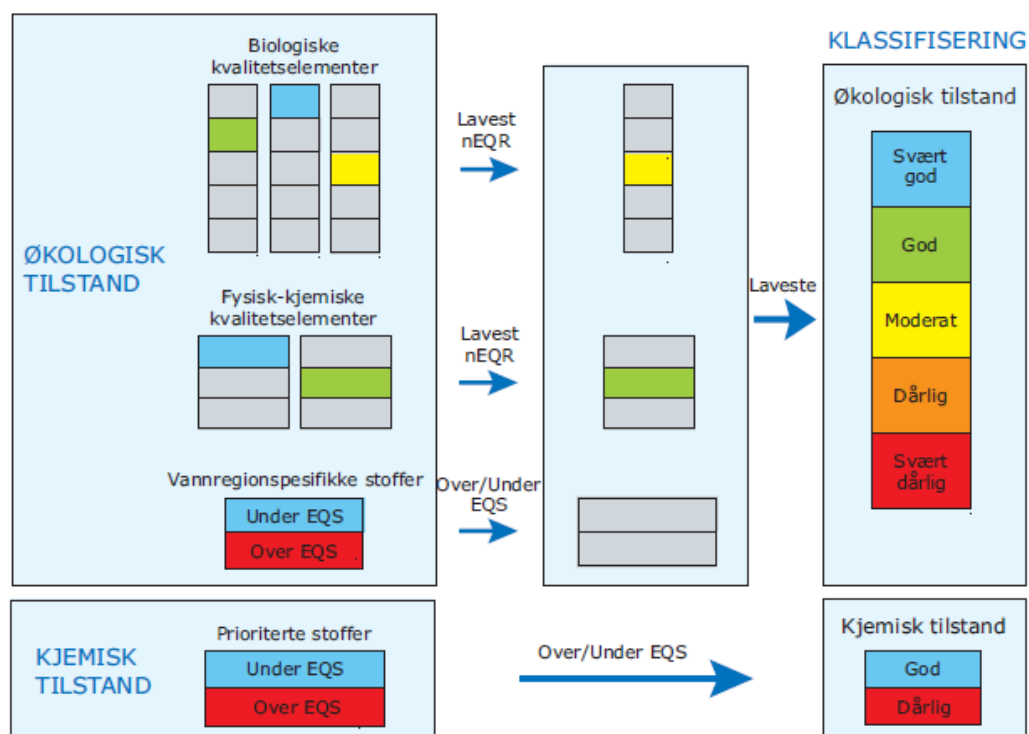 KLASSIFISERING
Biologiske
kvalitetselementer
Økologisk tilstand
Lavest
nEQR
Svært
god
ØKOLOGISK
TILSTAND
God
Fysisk-kjemiske
kvalitetselementer
Laveste
Lavest
nEQR
Moderat
Dårlig
Vannregionspesifikke stoffer
Over/Under
EQS
Svært
dårlig
Under EQS
Over EQS
KJEMISK
TILSTAND
Prioriterte stoffer
Under EQS
Over EQS
Over/Under EQS
Kjemisk tilstand
God
Dårlig